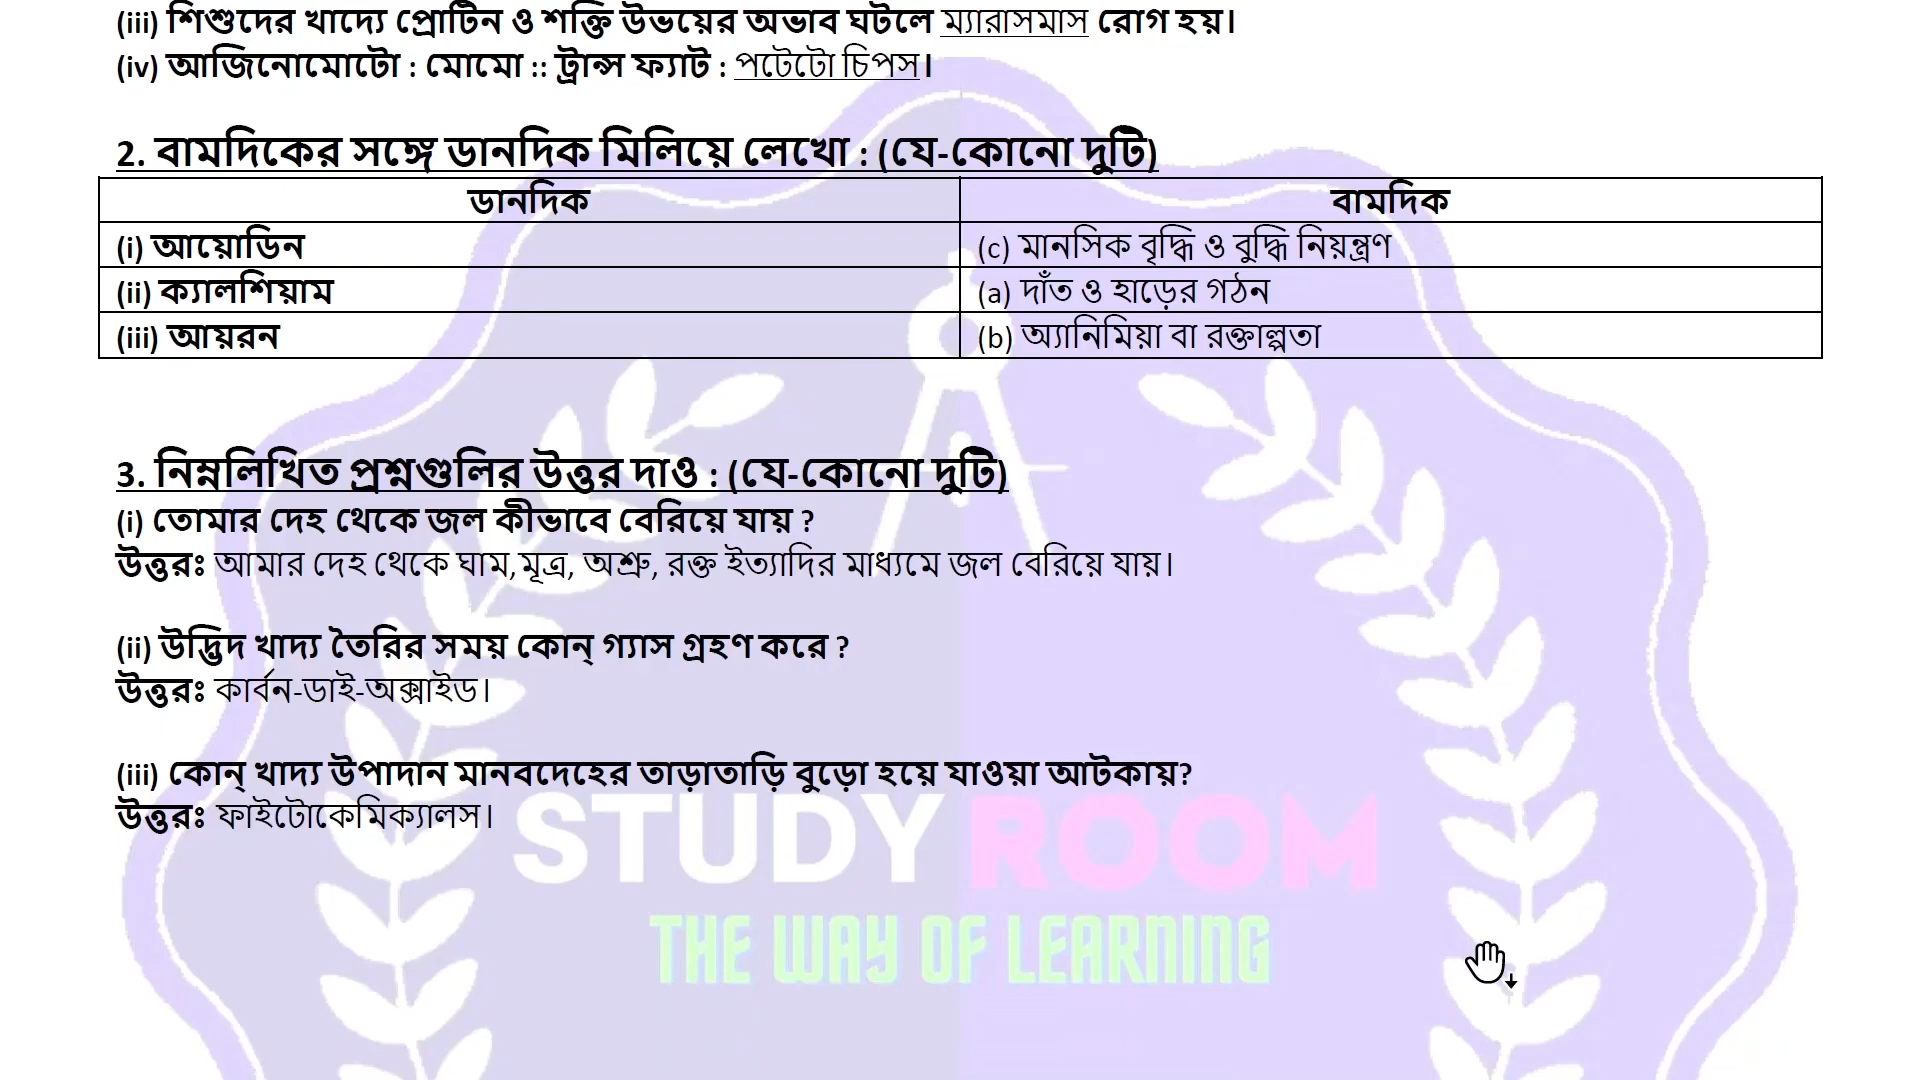 (iii) শিশুদের খাদ্যে প্রোটিন ও শক্তি উভয়ের অভাব ঘটলে ম্যারাসমাস রোগ হয়।
(iv) আজিনোমোটো : মোমো :: ট্রান্স ফ্যাট : পটেটো চিপস।
2. বামদিকের সঙ্গে ডানদিক মিলিয়ে লেখো : (যে-কোনো দুটি)
ডানদিক বামদিক
(i) আয়োডিন (c) মানসিক বৃদ্ধি ও বুদ্ধি নিয়ন্ত্রণ
(ii) ক্যালশিয়াম (a) দাঁত ও হাড়ের গঠন
(iii) আয়রন (b) অ্যানিমিয়া বা রক্তাল্পতা
3. নিম্নলিখিত প্রশ্নগুলির উত্তর দাও : (যে-কোনো দুটি)
(i) তোমার দেহ থেকে জল কীভাবে বেরিয়ে যায় ?
উত্তরঃ আমার দেহ থেকে ঘাম, মূত্র, অশ্রু, রক্ত ইত্যাদির মাধ্যমে জল বেরিয়ে যায়।
(ii) উদ্ভিদ খাদ্য তৈরির সময় কোন্ গ্যাস গ্রহণ করে ?
উত্তরঃ কার্বন-ডাই-অক্সাইড।
(iii) কোন্ খাদ্য উপাদান মানবদেহের তাড়াতাড়ি বুড়ো হয়ে যাওয়া আটকায়?
উত্তরঃ ফাইটোকেমিক্যালস।
STUDY ROOM
THE WAY OF LEARNING